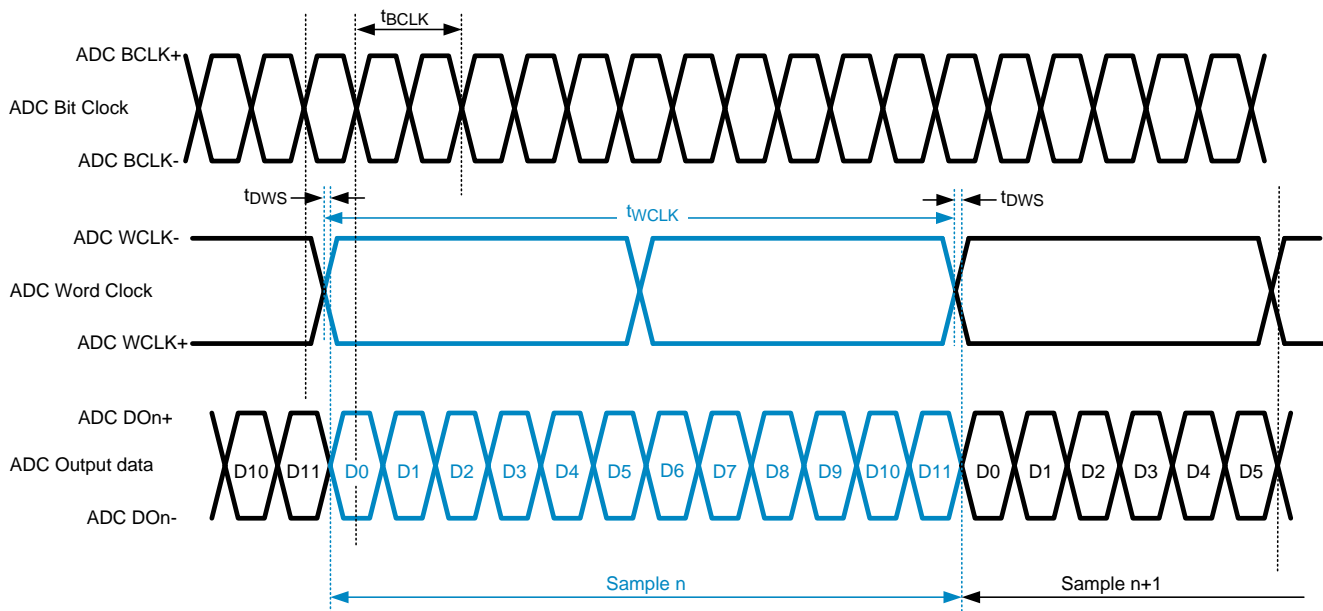 tBCLK
ADC BCLK+
ADC Bit Clock
ADC BCLK-
tDWS
tWCLK
tDWS
ADC WCLK-
ADC Word Clock
ADC WCLK+
ADC DOn+
ADC Output data
D10 D11 D0 D1 D2 D3 D4 D5 D6 D7 D8 D9 D10 D11 D0 D1 D2 D3 D4 D5
ADC DOn-
Sample n
Sample n+1